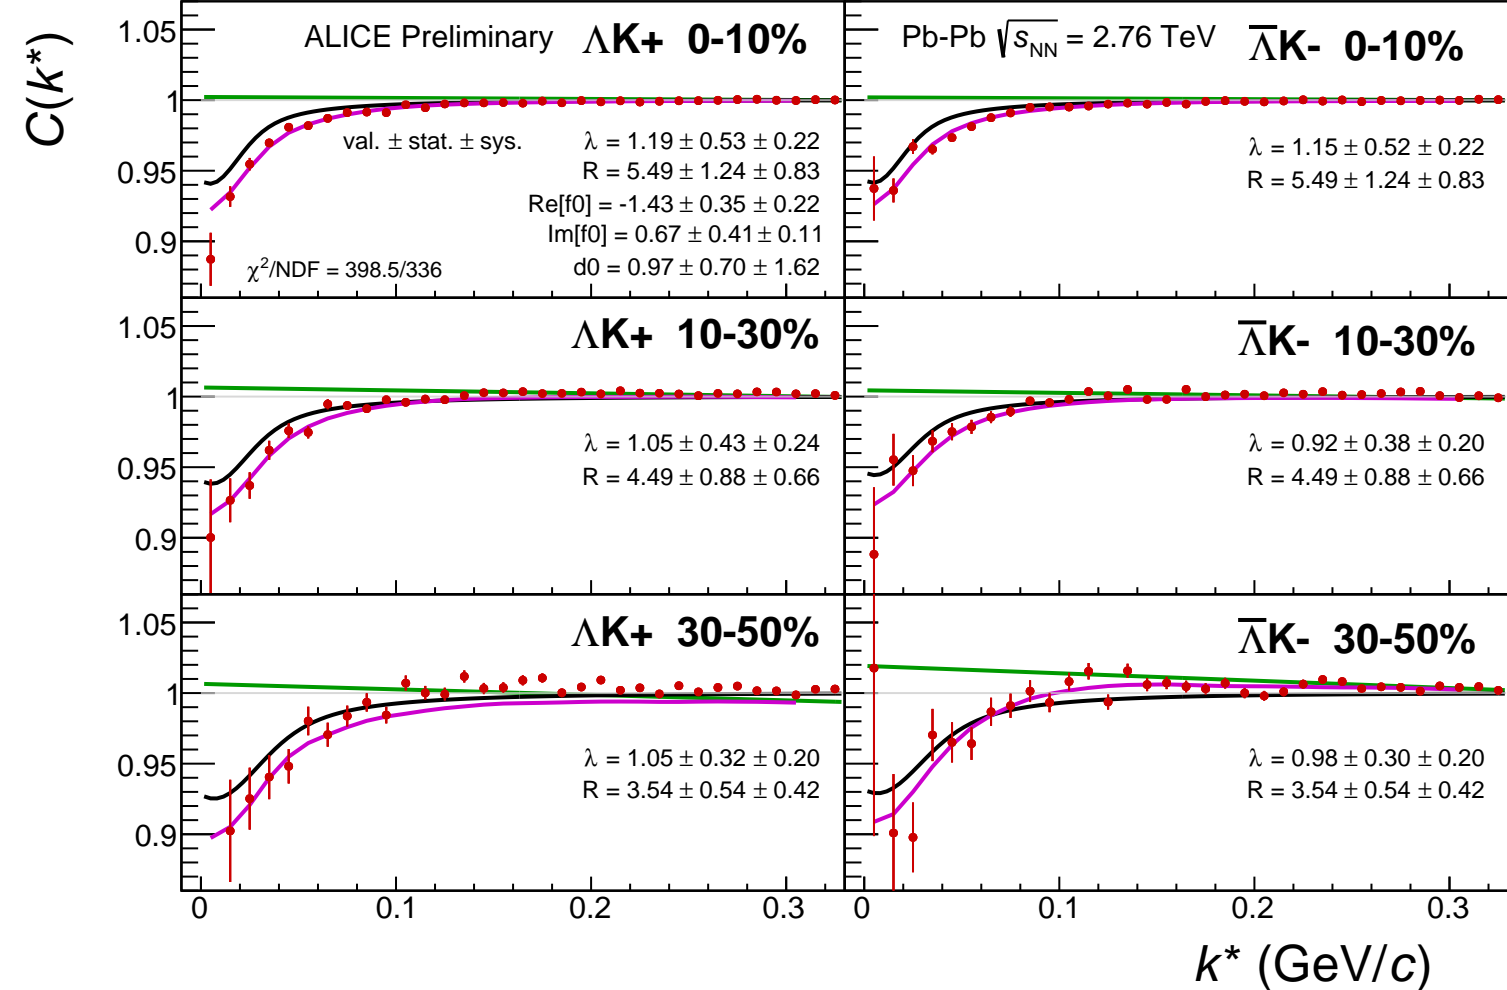 C(k*)
ALICE Preliminary ΛK+ 0-10%
val. ± stat. ± sys.
λ = 1.19 ± 0.53 ± 0.22
R = 5.49 ± 1.24 ± 0.83
Re[f0] = -1.43 ± 0.35 ± 0.22
Im[f0] = 0.67 ± 0.41 ± 0.11
d0 = 0.97 ± 0.70 ± 1.62
χ²/NDF = 398.5/336
1.05
1
0.95
0.9
Pb-Pb √sNN = 2.76 TeV Λ̅K- 0-10%
λ = 1.15 ± 0.52 ± 0.22
R = 5.49 ± 1.24 ± 0.83
ΛK+ 10-30%
λ = 1.05 ± 0.43 ± 0.24
R = 4.49 ± 0.88 ± 0.66
1.05
1
0.95
0.9
Λ̅K- 10-30%
λ = 0.92 ± 0.38 ± 0.20
R = 4.49 ± 0.88 ± 0.66
ΛK+ 30-50%
λ = 1.05 ± 0.32 ± 0.20
R = 3.54 ± 0.54 ± 0.42
1.05
1
0.95
0.9
Λ̅K- 30-50%
λ = 0.98 ± 0.30 ± 0.20
R = 3.54 ± 0.54 ± 0.42
0 0.1 0.2 0.3 0 0.1 0.2 0.3
k* (GeV/c)